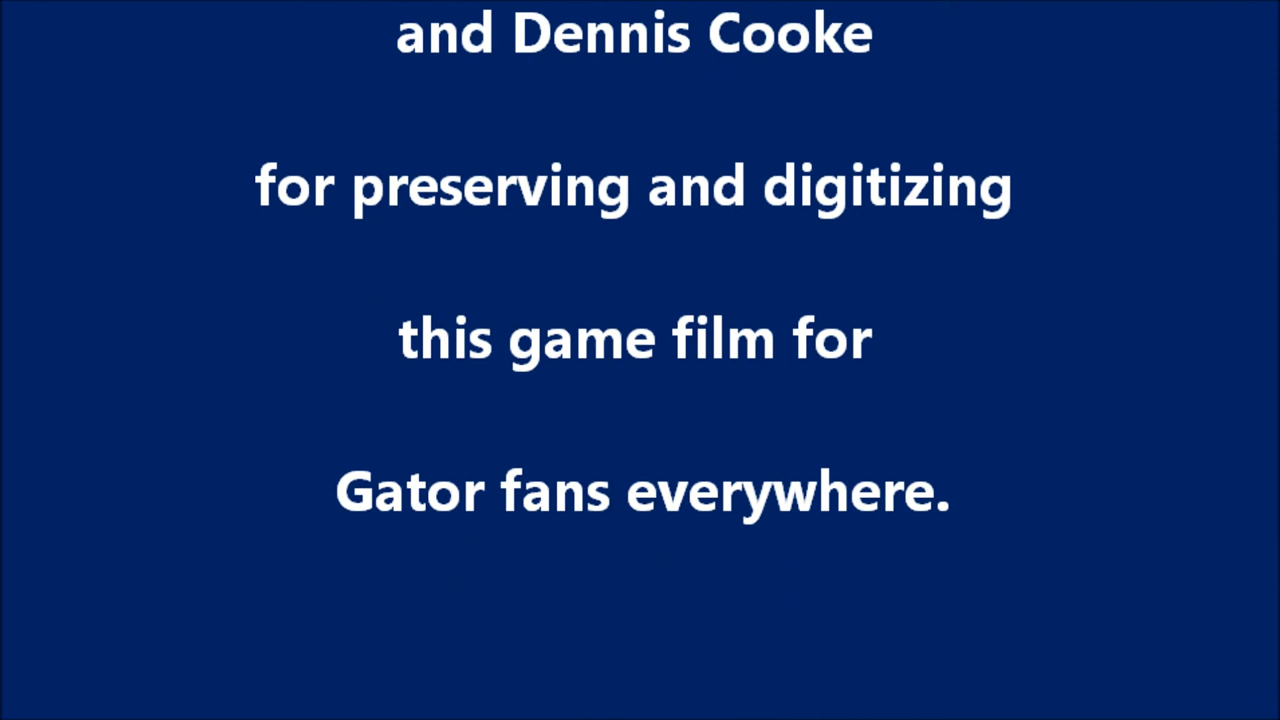 and Dennis Cooke
for preserving and digitizing
this game film for
Gator fans everywhere.